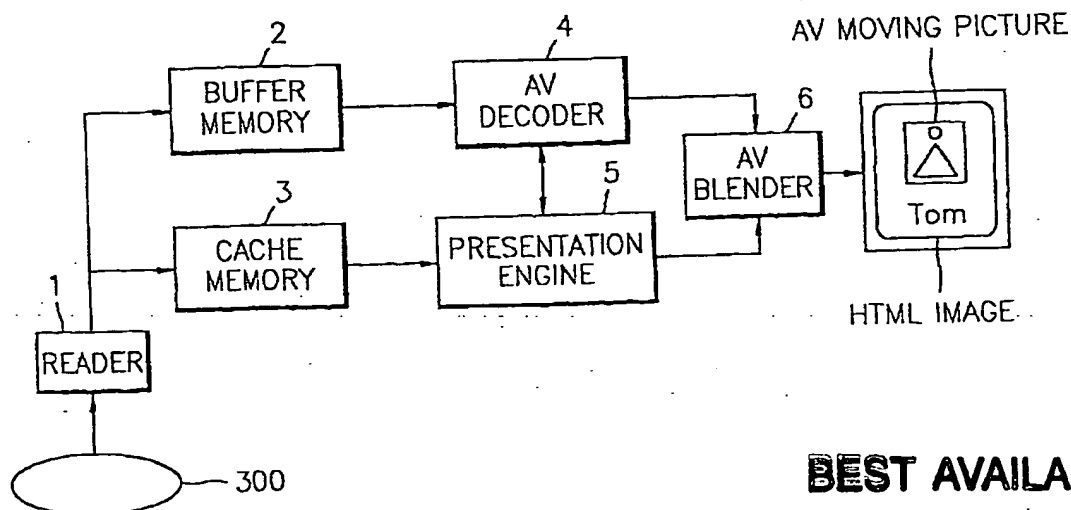 AV MOVING PICTURE
2
BUFFER
MEMORY
4
AV
DECODER
6
AV
BLENDER
Tom
HTML IMAGE
3
CACHE
MEMORY
5
PRESENTATION
ENGINE
1
READER
300
BEST AVAILA